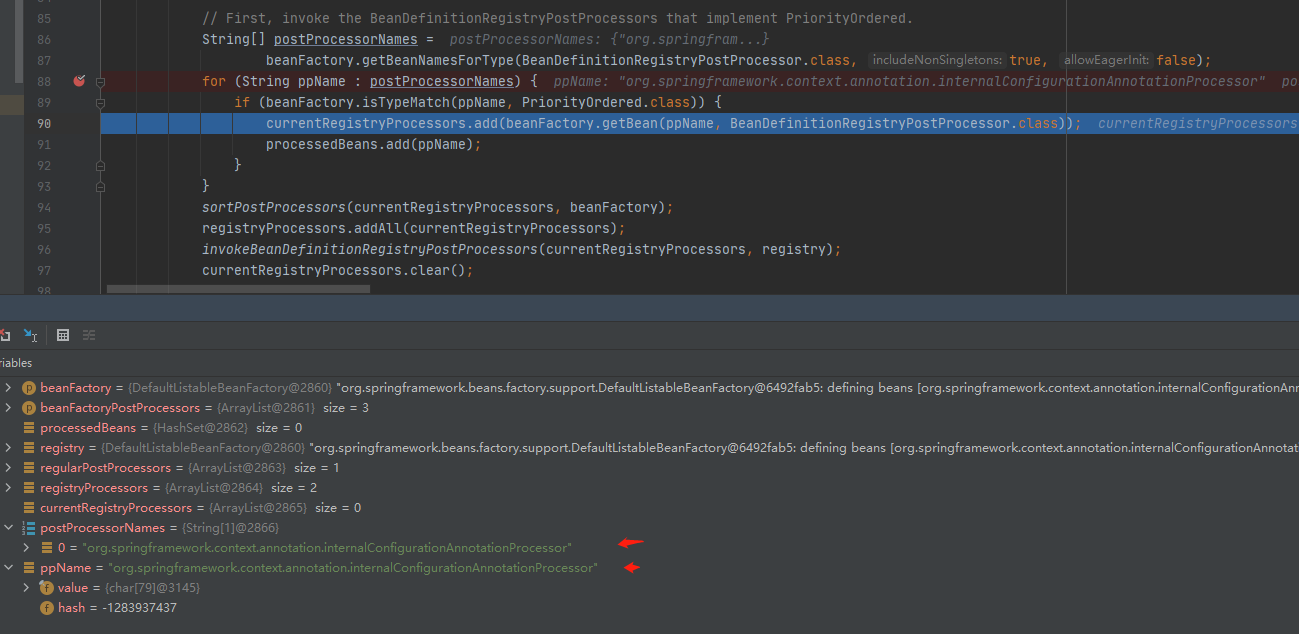 85 // First, invoke the BeanDefinitionRegistryPostProcessors that implement PriorityOrdered.
86 String[] postProcessorNames = postProcessorNames: {"org.springfram...}
87 beanFactory.getBeanNamesForType(BeanDefinitionRegistryPostProcessor.class, includeNonSingletons: true, allowEagerInit: false);
88 for (String ppName : postProcessorNames) { ppName: "org.springframework.context.annotation.internalConfigurationAnnotationProcessor" po
89 if (beanFactory.isTypeMatch(ppName, PriorityOrdered.class)) {
90 currentRegistryProcessors.add(beanFactory.getBean(ppName, BeanDefinitionRegistryPostProcessor.class)); currentRegistryProcessors
91 processedBeans.add(ppName);
92 }
93 }
94 sortPostProcessors(currentRegistryProcessors, beanFactory);
95 registryProcessors.addAll(currentRegistryProcessors);
96 invokeBeanDefinitionRegistryPostProcessors(currentRegistryProcessors, registry);
97 currentRegistryProcessors.clear();
98
riables
beanFactory = {DefaultListableBeanFactory@2860} "org.springframework.beans.factory.support.DefaultListableBeanFactory@6492fab5: defining beans [org.springframework.context.annotation.internalConfigurationAnn
beanFactoryPostProcessors = {ArrayList@2861} size = 3
processedBeans = {HashSet@2862} size = 0
registry = {DefaultListableBeanFactory@2860} "org.springframework.beans.factory.support.DefaultListableBeanFactory@6492fab5: defining beans [org.springframework.context.annotation.internalConfigurationAnnotat
regularPostProcessors = {ArrayList@2863} size = 1
registryProcessors = {ArrayList@2864} size = 2
currentRegistryProcessors = {ArrayList@2865} size = 0
postProcessorNames = {String[1]@2866}
0 = "org.springframework.context.annotation.internalConfigurationAnnotationProcessor"
ppName = "org.springframework.context.annotation.internalConfigurationAnnotationProcessor"
value = {char[79]@3145}
hash = -1283937437